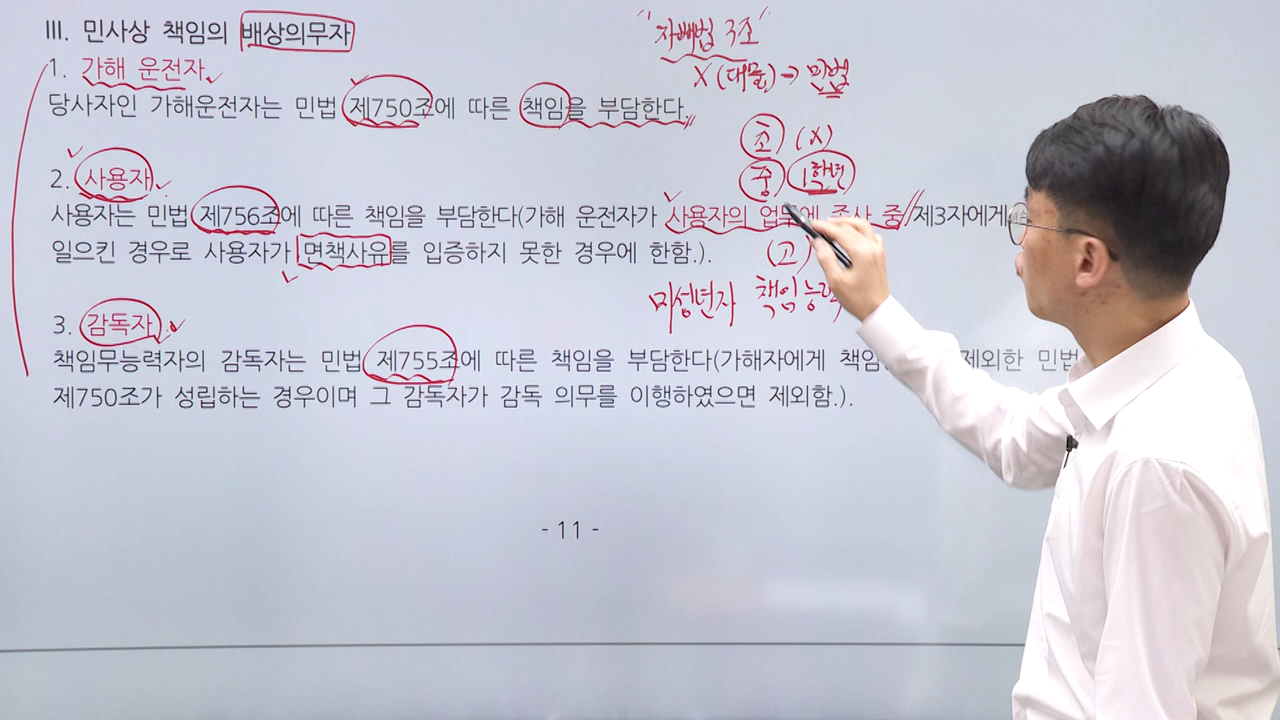 III. 민사상 책임의 배상의무자
"자배법 3조"
X (대물) → 민법
1. 가해 운전자
당사자인 가해운전자는 민법 제750조에 따른 책임을 부담한다.
초 (X)
중 1학년
2. 사용자
사용자는 민법 제756조에 따른 책임을 부담한다(가해 운전자가 사용자의 업무에 종사 중 제3자에게
일으킨 경우로 사용자가 면책사유를 입증하지 못한 경우에 한함.).
(고)
미성년자 책임능력
3. 감독자
책임무능력자의 감독자는 민법 제755조에 따른 책임을 부담한다(가해자에게 제외한 민법
제750조가 성립하는 경우이며 그 감독자가 감독 의무를 이행하였으면 제외함.).
- 11 -